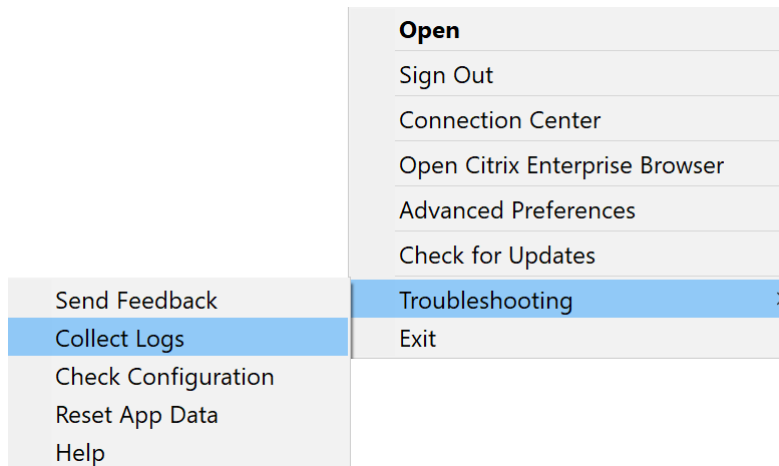 Open
Sign Out
Connection Center
Open Citrix Enterprise Browser
Advanced Preferences
Check for Updates
Troubleshooting
Exit
Send Feedback
Collect Logs
Check Configuration
Reset App Data
Help